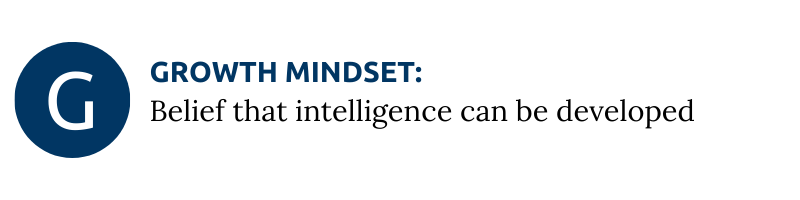 G
GROWTH MINDSET:
Belief that intelligence can be developed